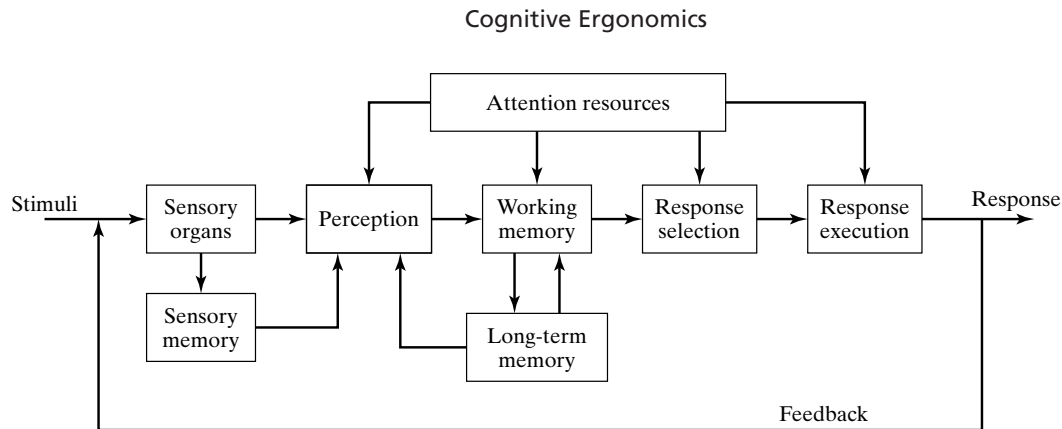 Cognitive Ergonomics
Attention resources
Stimuli
Sensory
organs
Perception
Working
memory
Response
selection
Response
execution
Response
Sensory
memory
Long-term
memory
Feedback